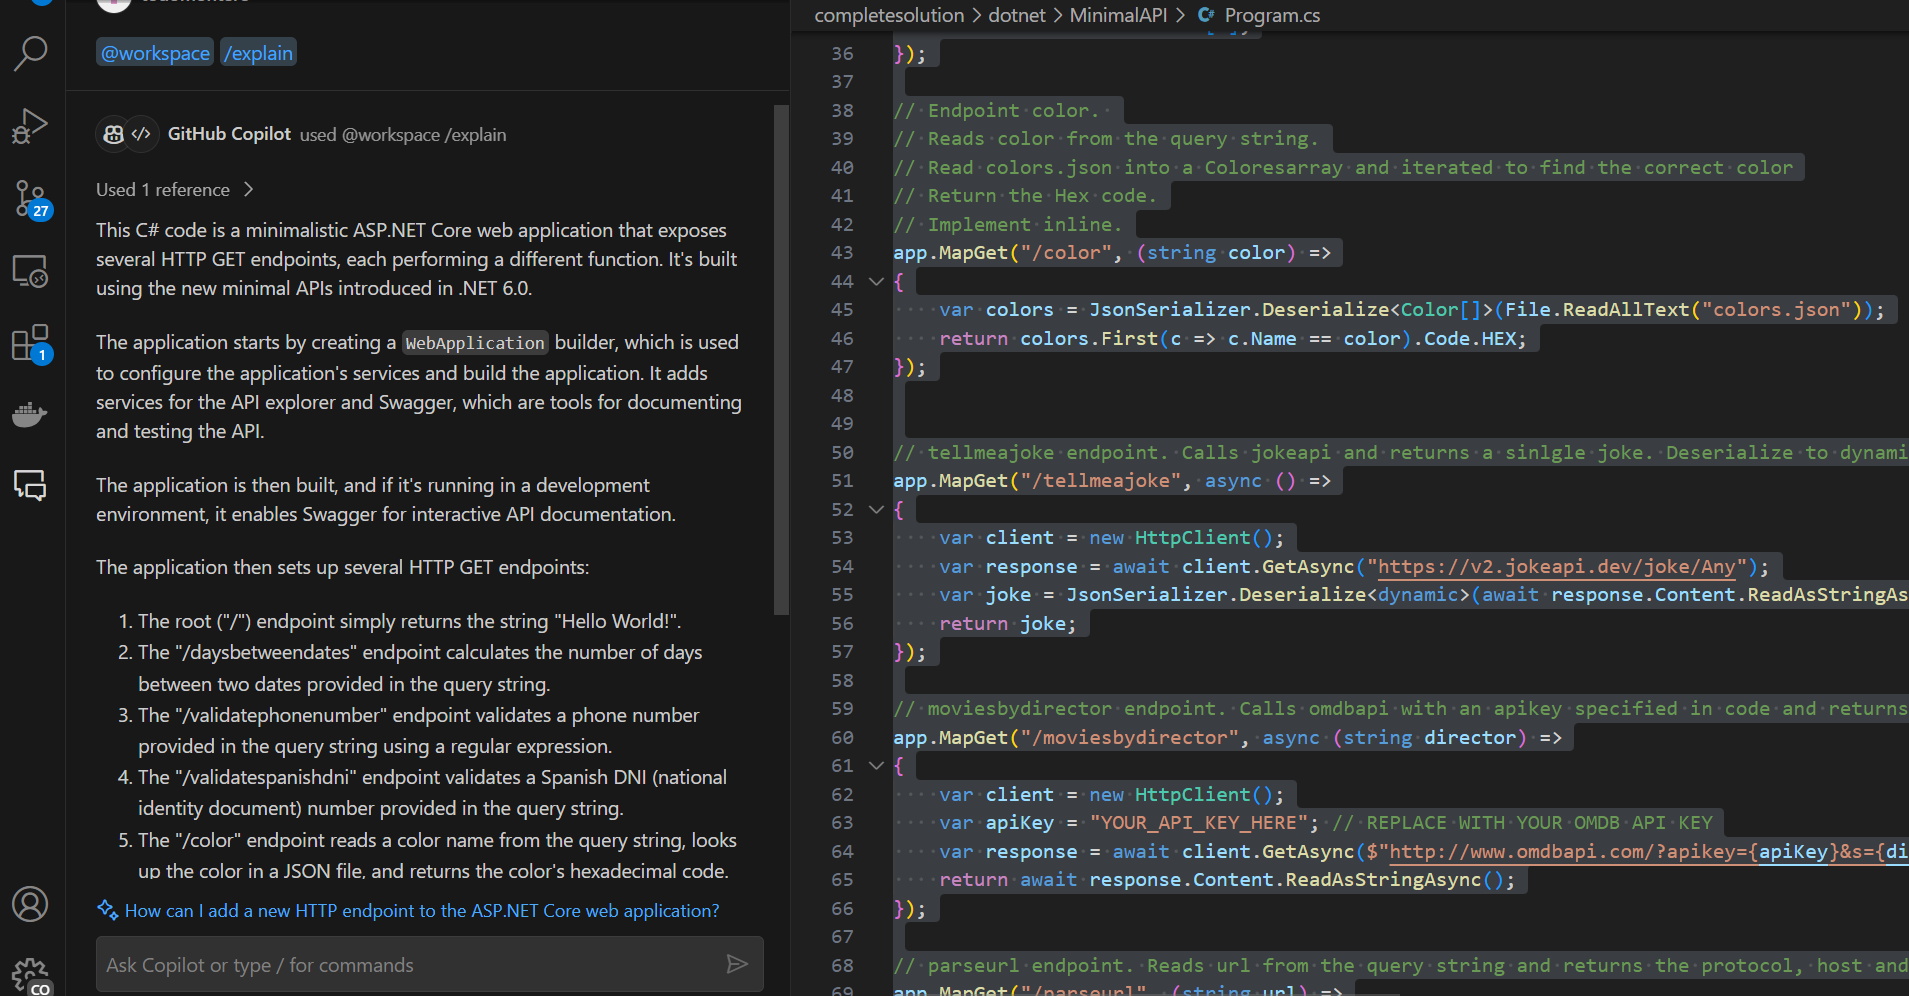 @workspace /explain
GitHub Copilot used @workspace /explain
Used 1 reference
This C# code is a minimalistic ASP.NET Core web application that exposes
several HTTP GET endpoints, each performing a different function. It's built
using the new minimal APIs introduced in .NET 6.0.
The application starts by creating a WebApplication builder, which is used
to configure the application's services and build the application. It adds
services for the API explorer and Swagger, which are tools for documenting
and testing the API.
The application is then built, and if it's running in a development
environment, it enables Swagger for interactive API documentation.
The application then sets up several HTTP GET endpoints:
1. The root ("/") endpoint simply returns the string "Hello World!".
2. The "/daysbetweendates" endpoint calculates the number of days
between two dates provided in the query string.
3. The "/validatephonenumber" endpoint validates a phone number
provided in the query string using a regular expression.
4. The "/validatespanishdni" endpoint validates a Spanish DNI (national
identity document) number provided in the query string.
5. The "/color" endpoint reads a color name from the query string, looks
up the color in a JSON file, and returns the color's hexadecimal code.
How can I add a new HTTP endpoint to the ASP.NET Core web application?
Ask Copilot or type / for commands
27
1
CO
completesolution > dotnet > MinimalAPI > C# Program.cs
36 });
37
38 // Endpoint color.
39 // Reads color from the query string.
40 // Read colors.json into a Coloresarray and iterated to find the correct color
41 // Return the Hex code.
42 // Implement inline.
43 app.MapGet("/color", (string color) =>
44 {
45 var colors = JsonSerializer.Deserialize<Color[]>(File.ReadAllText("colors.json"));
46 return colors.First(c => c.Name == color).Code.HEX;
47 });
48
49
50 // tellmeajoke endpoint. Calls jokeapi and returns a sinlgle joke. Deserialize to dynami
51 app.MapGet("/tellmeajoke", async () =>
52 {
53 var client = new HttpClient();
54 var response = await client.GetAsync("https://v2.jokeapi.dev/joke/Any");
55 var joke = JsonSerializer.Deserialize<dynamic>(await response.Content.ReadAsStringAs
56 return joke;
57 });
58
59 // moviesbydirector endpoint. Calls omdbapi with an apikey specified in code and returns
60 app.MapGet("/moviesbydirector", async (string director) =>
61 {
62 var client = new HttpClient();
63 var apiKey = "YOUR_API_KEY_HERE"; // REPLACE WITH YOUR OMDB API KEY
64 var response = await client.GetAsync($"http://www.omdbapi.com/?apikey={apiKey}&s={di
65 return await response.Content.ReadAsStringAsync();
66 });
67
68 // parseurl endpoint. Reads url from the query string and returns the protocol, host and
69 app.MapGet("/parseurl", (string url) =>